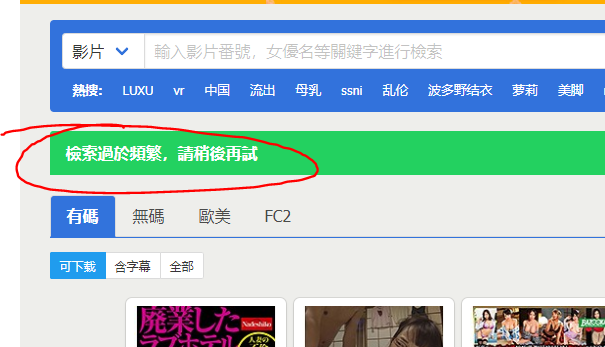 影片
輸入影片番號，女優名等關鍵字進行檢索
熱搜: LUXU vr 中国 流出 母乳 ssni 乱伦 波多野结衣 萝莉 美脚
檢索過於頻繁，請稍後再試
有碼 無碼 歐美 FC2
可下載 含字幕 全部
廃業した
Nadeshiko
ラブホテル
人妻の